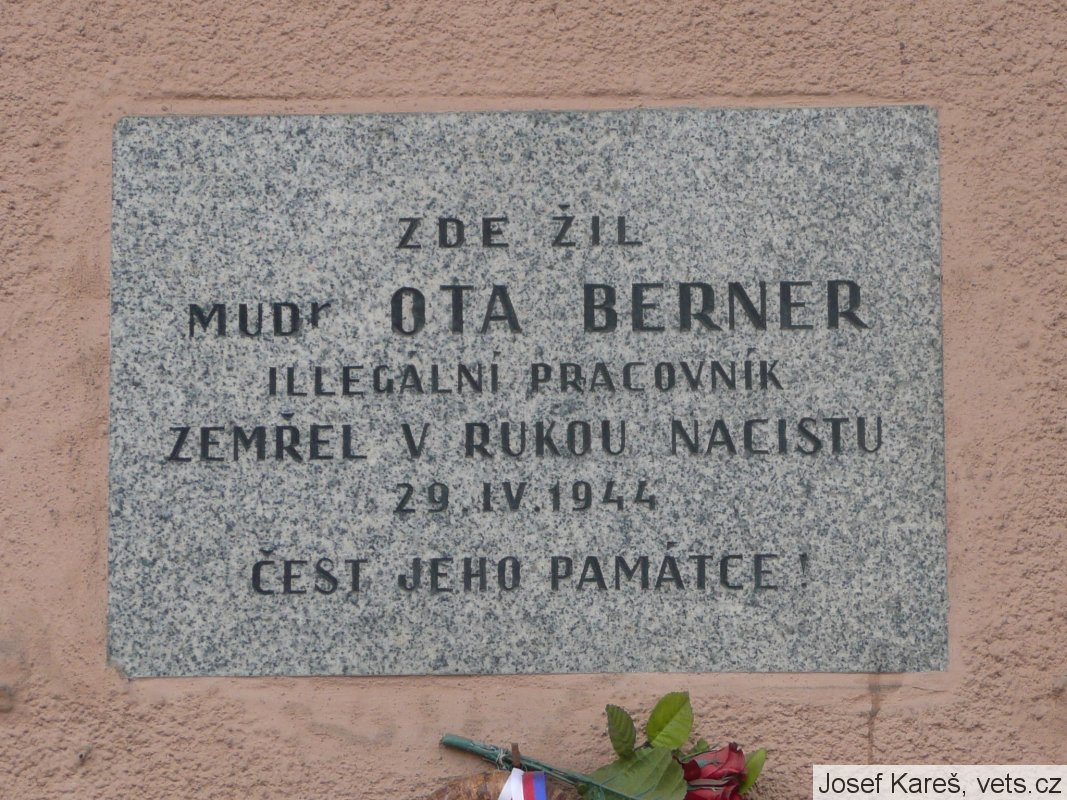 ZDE ŽIL
MUDr OTA BERNER
ILLEGÁLNÍ PRACOVNÍK
ZEMŘEL V RUKOU NACISTU
29.IV.1944
ČEST JEHO PAMÁTCE!
Josef Kareš, vets.cz